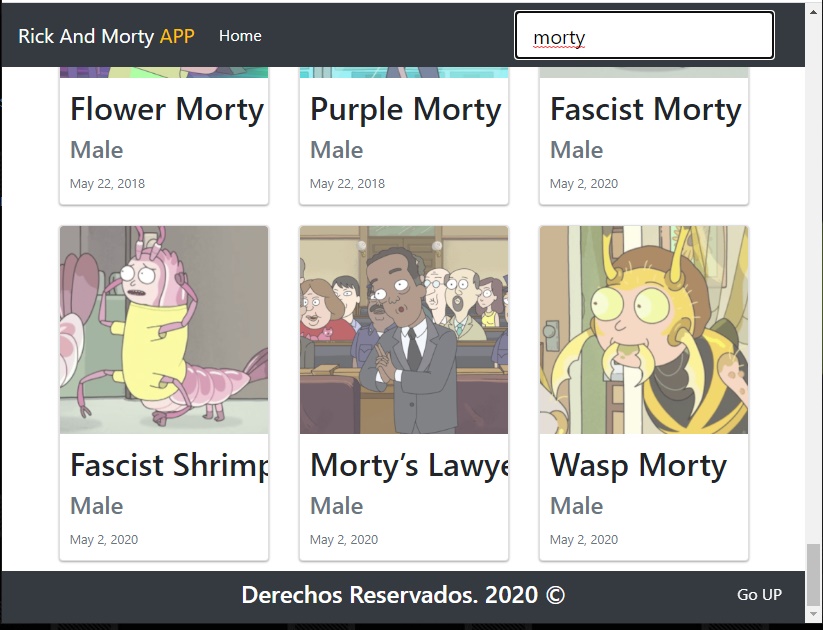 Rick And Morty APP Home morty
Flower Morty Purple Morty Fascist Morty
Male Male Male
May 22, 2018 May 22, 2018 May 2, 2020
Fascist Shrimp Morty's Lawye Wasp Morty
Male Male Male
May 2, 2020 May 2, 2020 May 2, 2020
Derechos Reservados. 2020 © Go UP